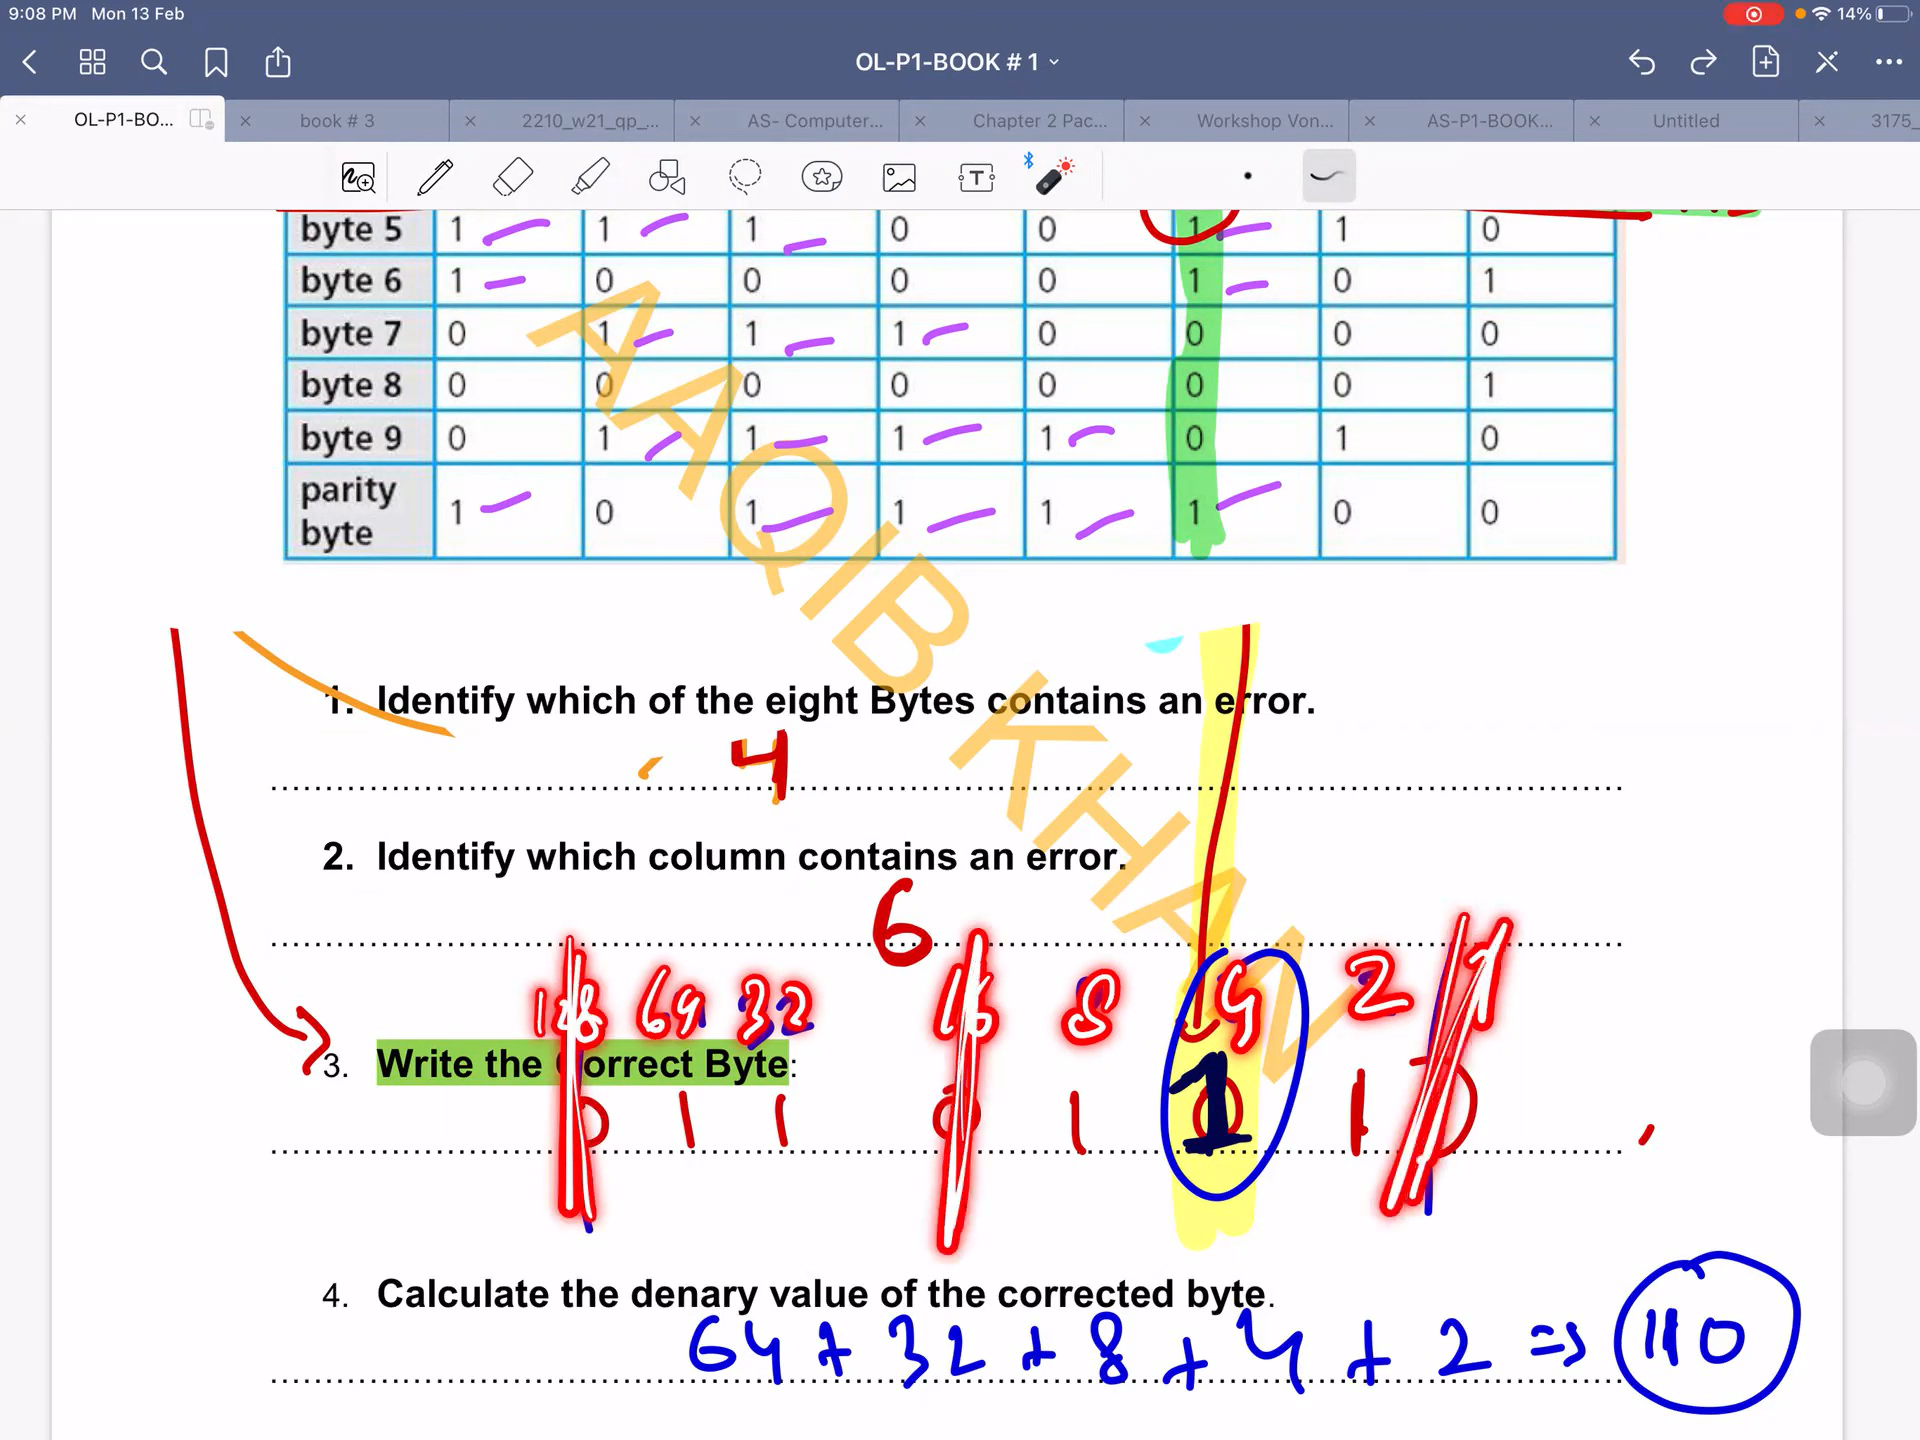 9:08 PM Mon 13 Feb
14%
OL-P1-BOOK # 1
OL-P1-BO...
book # 3
2210_w21_qp_...
AS- Computer...
Chapter 2 Pac...
Workshop Von...
AS-P1-BOOK...
Untitled
3175_
byte 5 1 1 1 0 0 1 1 0
byte 6 1 0 0 0 0 1 0 1
byte 7 0 1 1 1 0 0 0 0
byte 8 0 0 0 0 0 0 0 1
byte 9 0 1 1 1 1 0 1 0
parity byte 1 0 1 1 1 1 0 0
AAQIB KHAN
1. Identify which of the eight Bytes contains an error.
4
2. Identify which column contains an error.
6
128 64 32 16 8 4 2 1
3. Write the Correct Byte:
0 1 1 0 1 1 1 0
4. Calculate the denary value of the corrected byte.
64 + 32 + 8 + 4 + 2 => 110